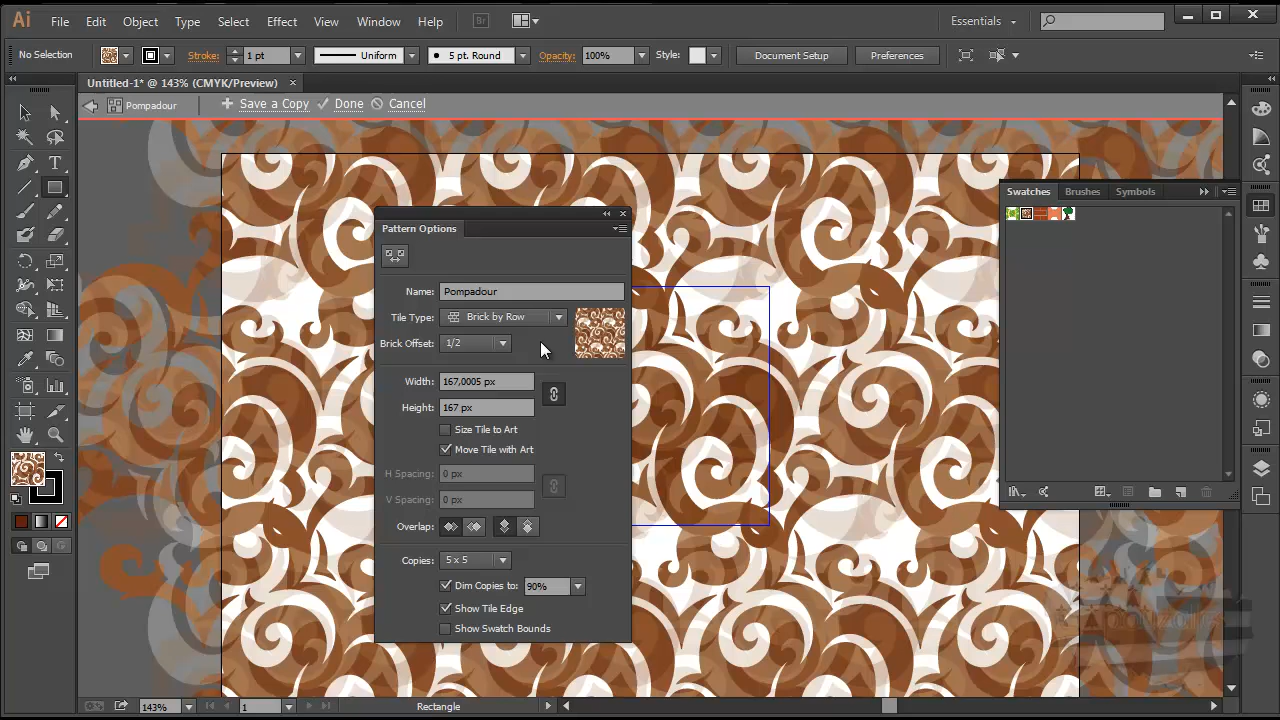 Ai File Edit Object Type Select Effect View Window Help Br Essentials
No Selection Stroke: 1 pt Uniform 5 pt. Round Opacity: 100% Style: Document Setup Preferences
Untitled-1* @ 143% (CMYK/Preview)
Pompadour Save a Copy Done Cancel
Swatches Brushes Symbols
Pattern Options
Name: Pompadour
Tile Type: Brick by Row
Brick Offset: 1/2
Width: 167,0005 px
Height: 167 px
Size Tile to Art
Move Tile with Art
H Spacing: 0 px
V Spacing: 0 px
Overlap:
Copies: 5 x 5
Dim Copies to: 90%
Show Tile Edge
Show Swatch Bounds
143% 1 Rectangle